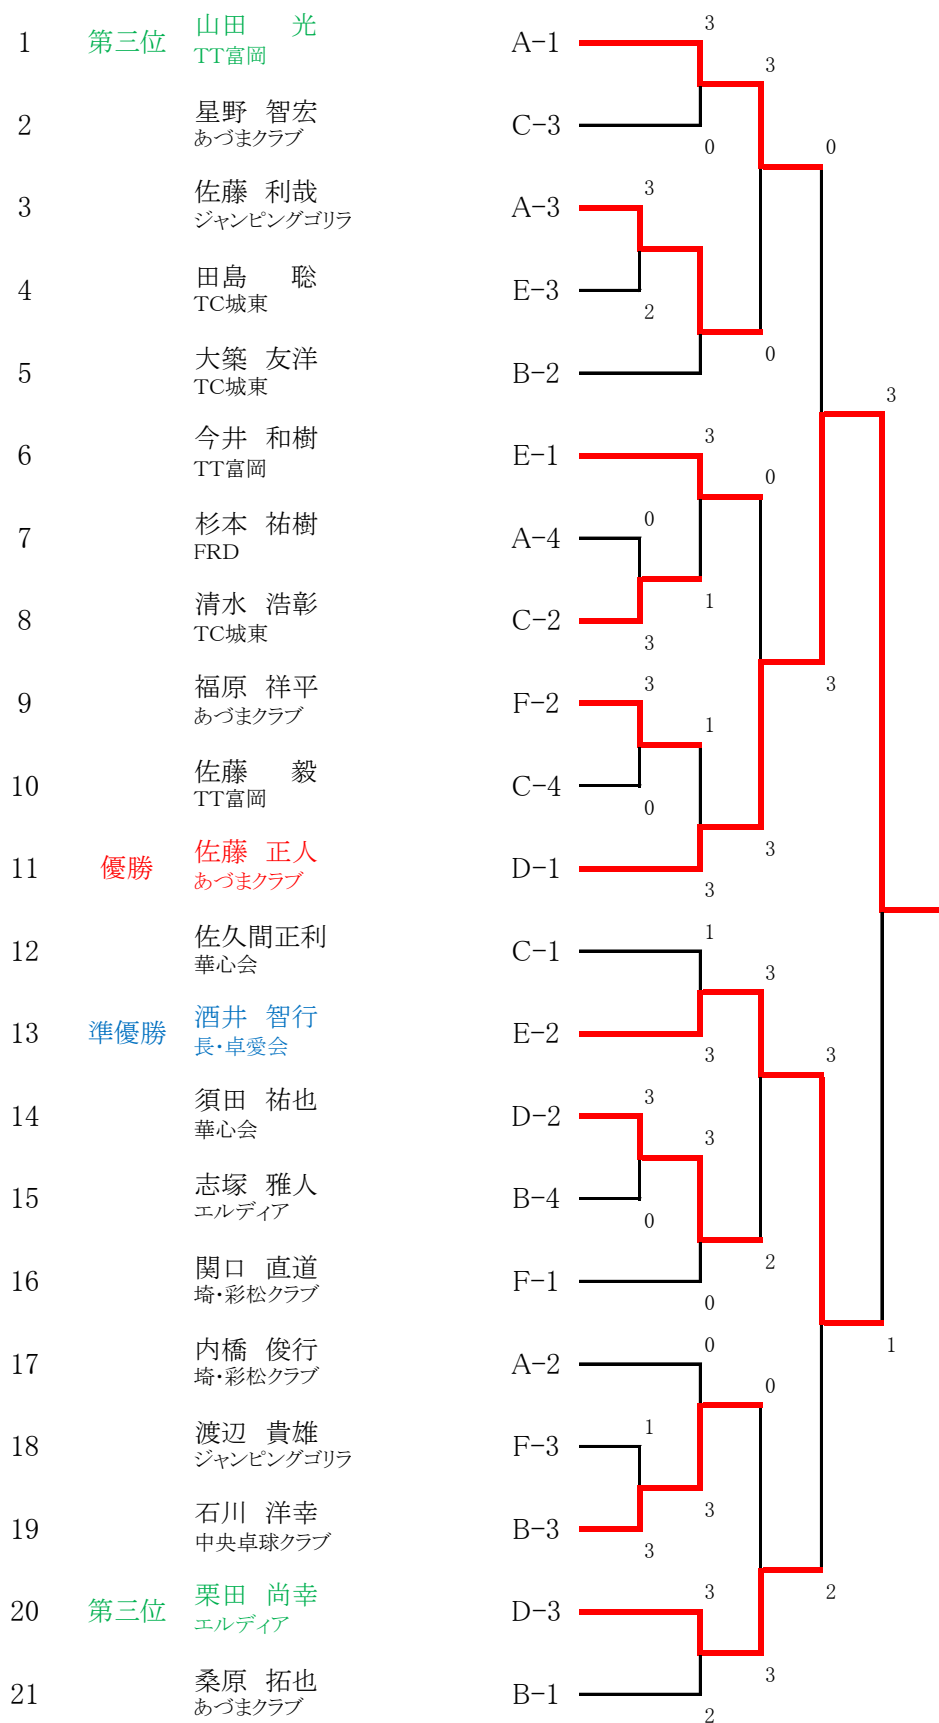 1 第三位 山田 光 A-1
TT富岡
3
3
2 星野 智宏 C-3
あづまクラブ
0
0
3 佐藤 利哉 A-3
ジャンピングゴリラ
3
4 田島 聡 E-3
TC城東
2
0
5 大築 友洋 B-2
TC城東
3
6 今井 和樹 E-1
TT富岡
3
0
7 杉本 祐樹 A-4
FRD
0
1
8 清水 浩彰 C-2
TC城東
3
9 福原 祥平 F-2
あづまクラブ
3
3
1
10 佐藤 毅 C-4
TT富岡
0
3
11 優勝 佐藤 正人 D-1
あづまクラブ
3
12 佐久間正利 C-1
華心会
1
3
13 準優勝 酒井 智行 E-2
長・卓愛会
3
3
14 須田 祐也 D-2
華心会
3
3
15 志塚 雅人 B-4
エルディア
0
2
16 関口 直道 F-1
埼・彩松クラブ
0
17 内橋 俊行 A-2
埼・彩松クラブ
0
1
0
18 渡辺 貴雄 F-3
ジャンピングゴリラ
1
3
19 石川 洋幸 B-3
中央卓球クラブ
3
20 第三位 栗田 尚幸 D-3
エルディア
3
2
3
21 桑原 拓也 B-1
あづまクラブ
2